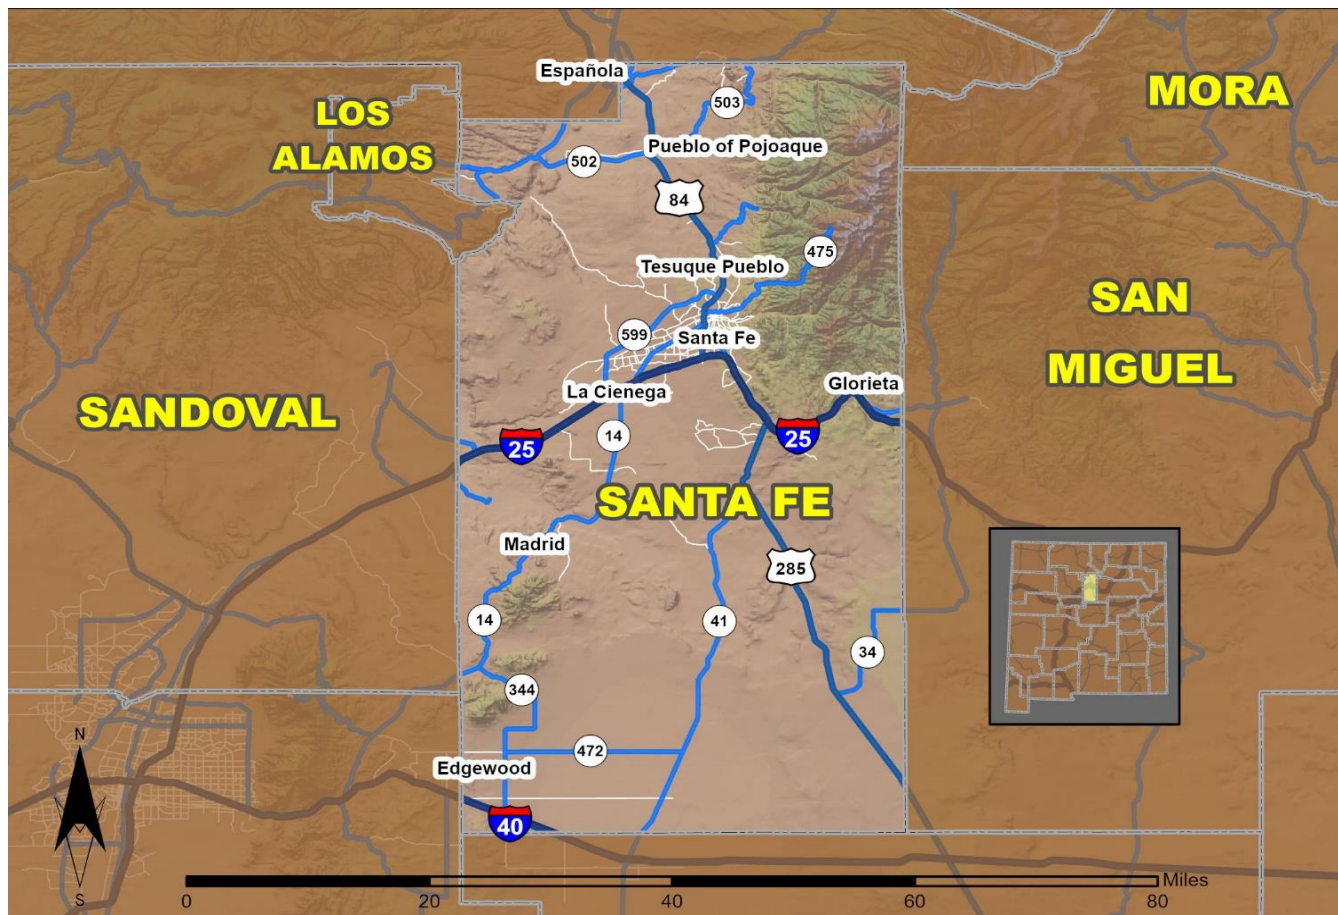 Española
MORA
LOS
ALAMOS
503
Pueblo of Pojoaque
502
84
475
Tesuque Pueblo
SAN
MIGUEL
599
Santa Fe
Glorieta
La Cienega
SANDOVAL
14
25
25
SANTA FE
Madrid
285
14
41
34
344
N
472
Edgewood
40
S
Miles
0
20
40
60
80